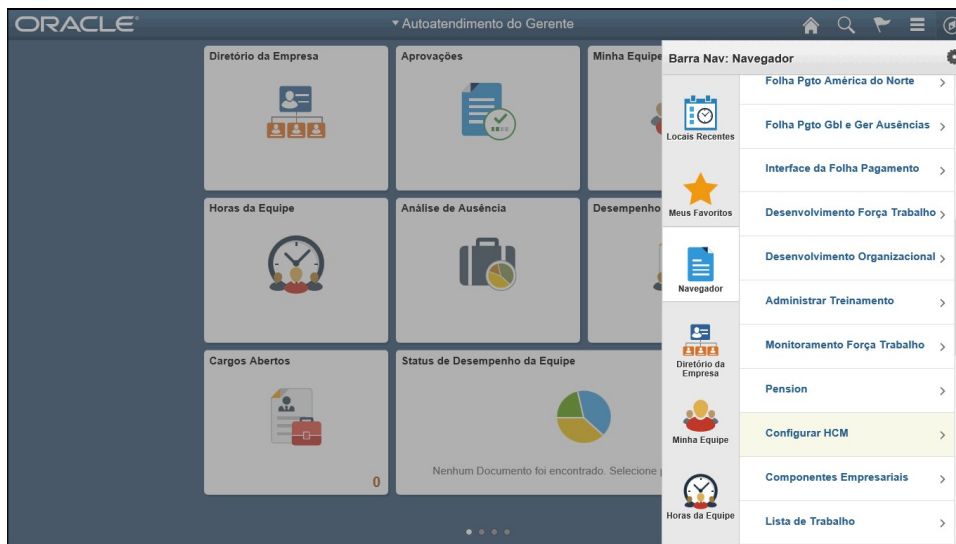 ORACLE
Autoatendimento do Gerente
Diretório da Empresa
Aprovações
Minha Equipe
Horas da Equipe
Análise de Ausência
Desempenho
Cargos Abertos
0
Status de Desempenho da Equipe
Nenhum Documento foi encontrado. Selecione
Barra Nav: Navegador
Locais Recentes
Meus Favoritos
Navegador
Diretório da
Empresa
Minha Equipe
Horas da Equipe
Folha Pgto América do Norte
Folha Pgto Gbl e Ger Ausências
Interface da Folha Pagamento
Desenvolvimento Força Trabalho
Desenvolvimento Organizacional
Administrar Treinamento
Monitoramento Força Trabalho
Pension
Configurar HCM
Componentes Empresariais
Lista de Trabalho